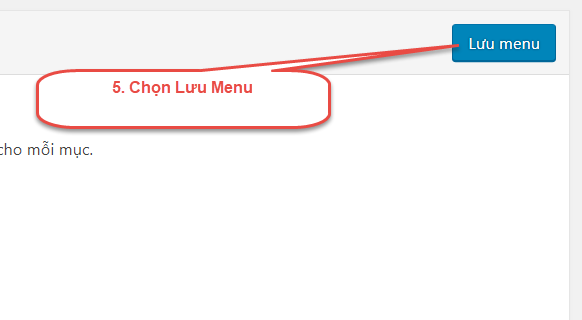 Lưu menu
5. Chọn Lưu Menu
cho mỗi mục.